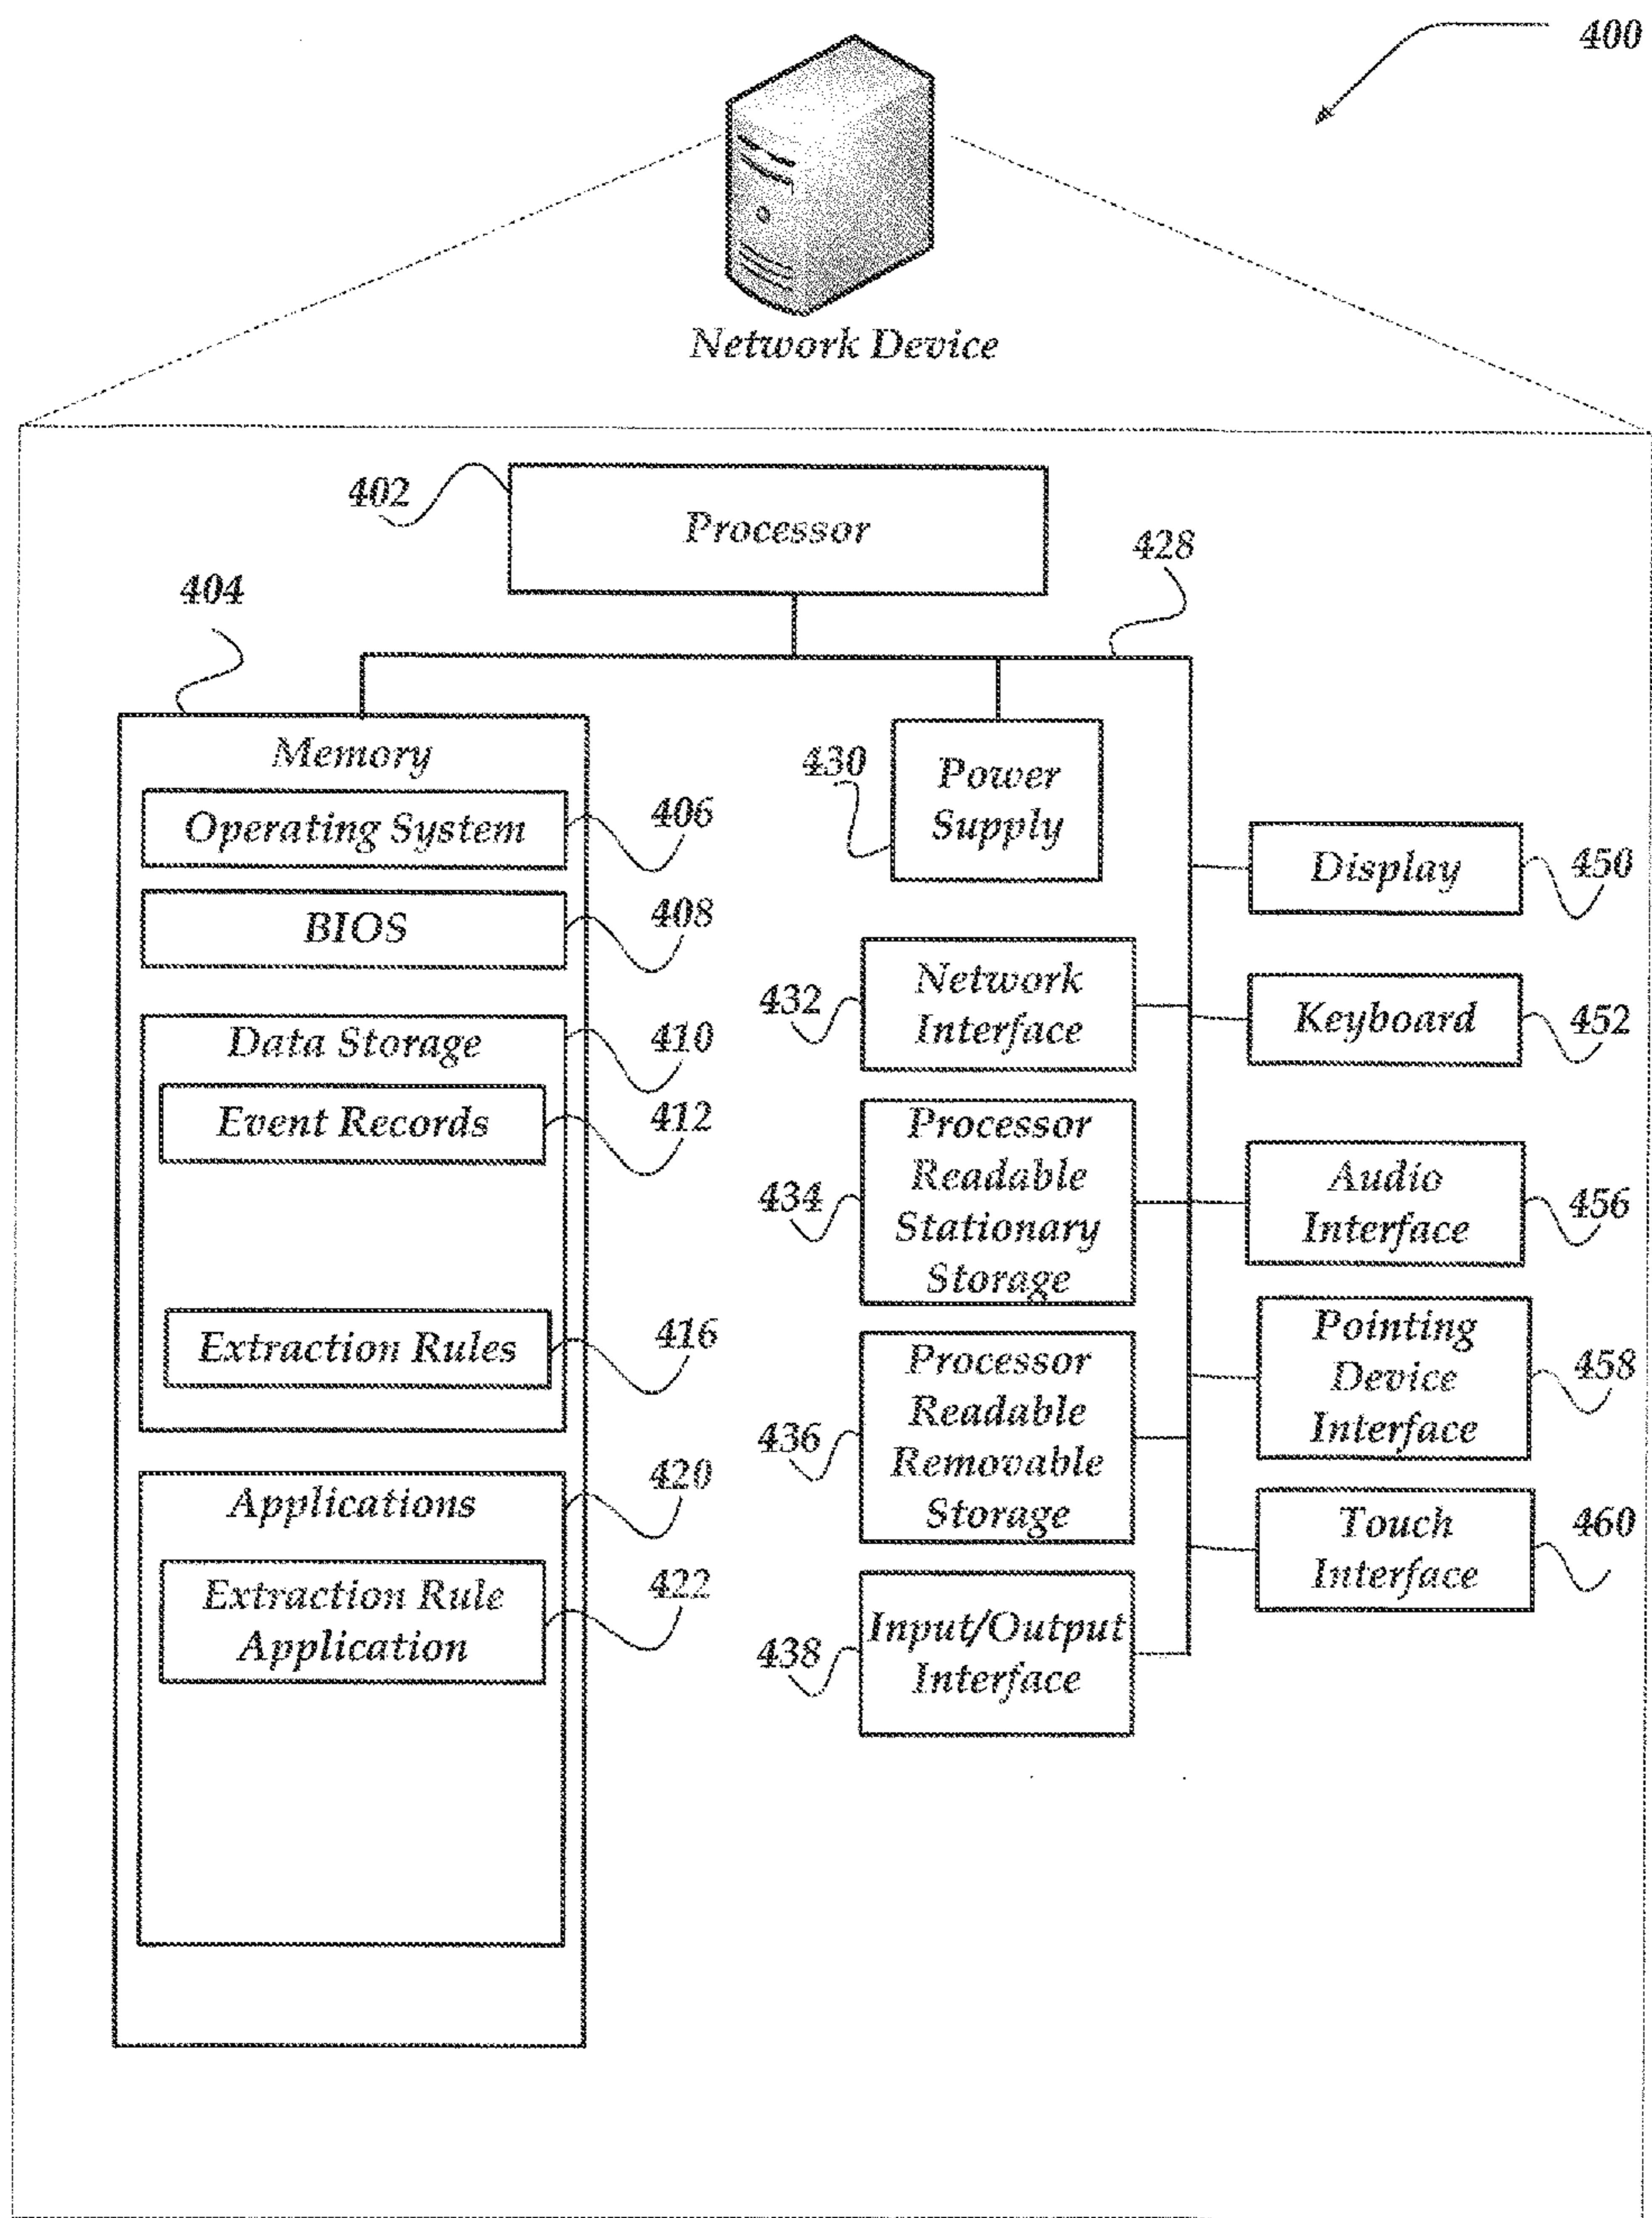 400
Network Device
402
Processor
428
404
Memory
Operating System
406
BIOS
408
Data Storage
410
Event Records
412
Extraction Rules
416
Applications
420
Extraction Rule
Application
422
430
Power
Supply
432
Network
Interface
434
Processor
Readable
Stationary
Storage
436
Processor
Readable
Removable
Storage
438
Input/Output
Interface
Display
450
Keyboard
452
Audio
Interface
456
Pointing
Device
Interface
458
Touch
Interface
460